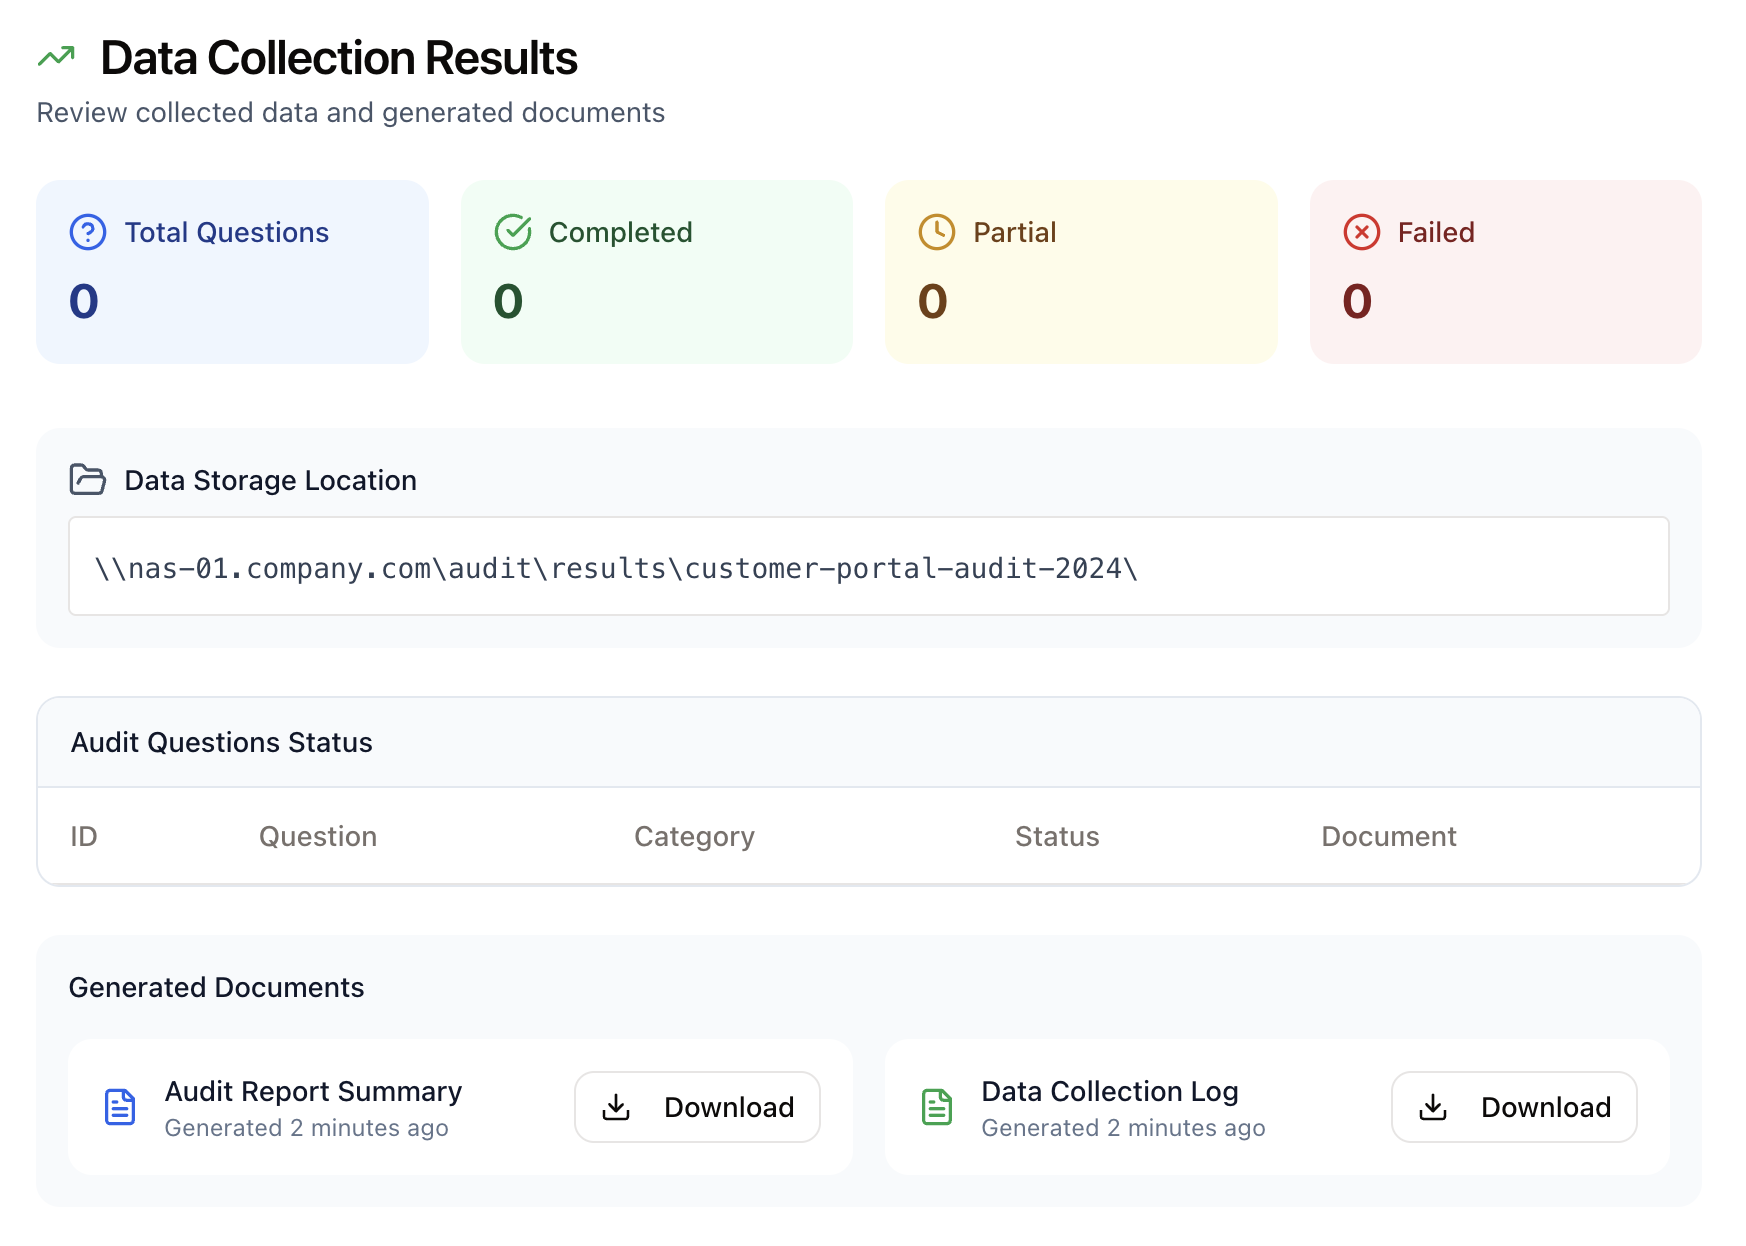 Data Collection Results
Review collected data and generated documents
Total Questions
0
Completed
0
Partial
0
Failed
0
Data Storage Location
\\nas-01.company.com\audit\results\customer-portal-audit-2024\
Audit Questions Status
ID Question Category Status Document
Generated Documents
Audit Report Summary
Generated 2 minutes ago
Download
Data Collection Log
Generated 2 minutes ago
Download